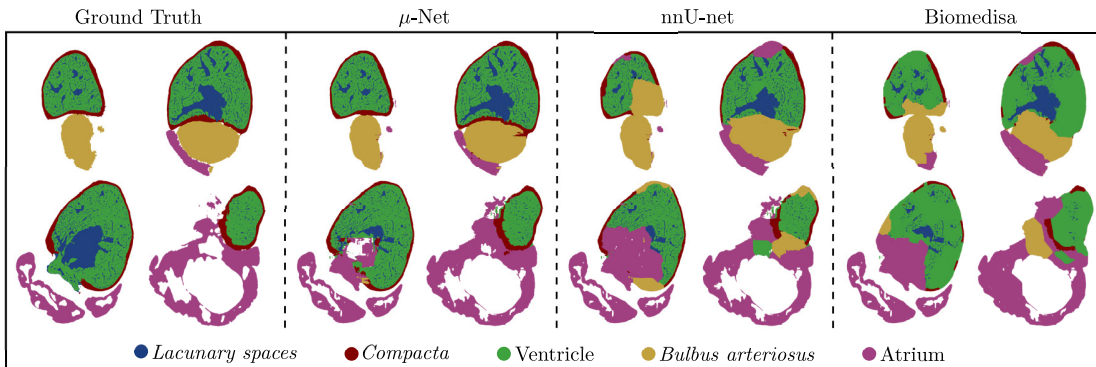 Ground Truth μ-Net nnU-net Biomedisa
Lacunary spaces Compacta Ventricle Bulbus arteriosus Atrium